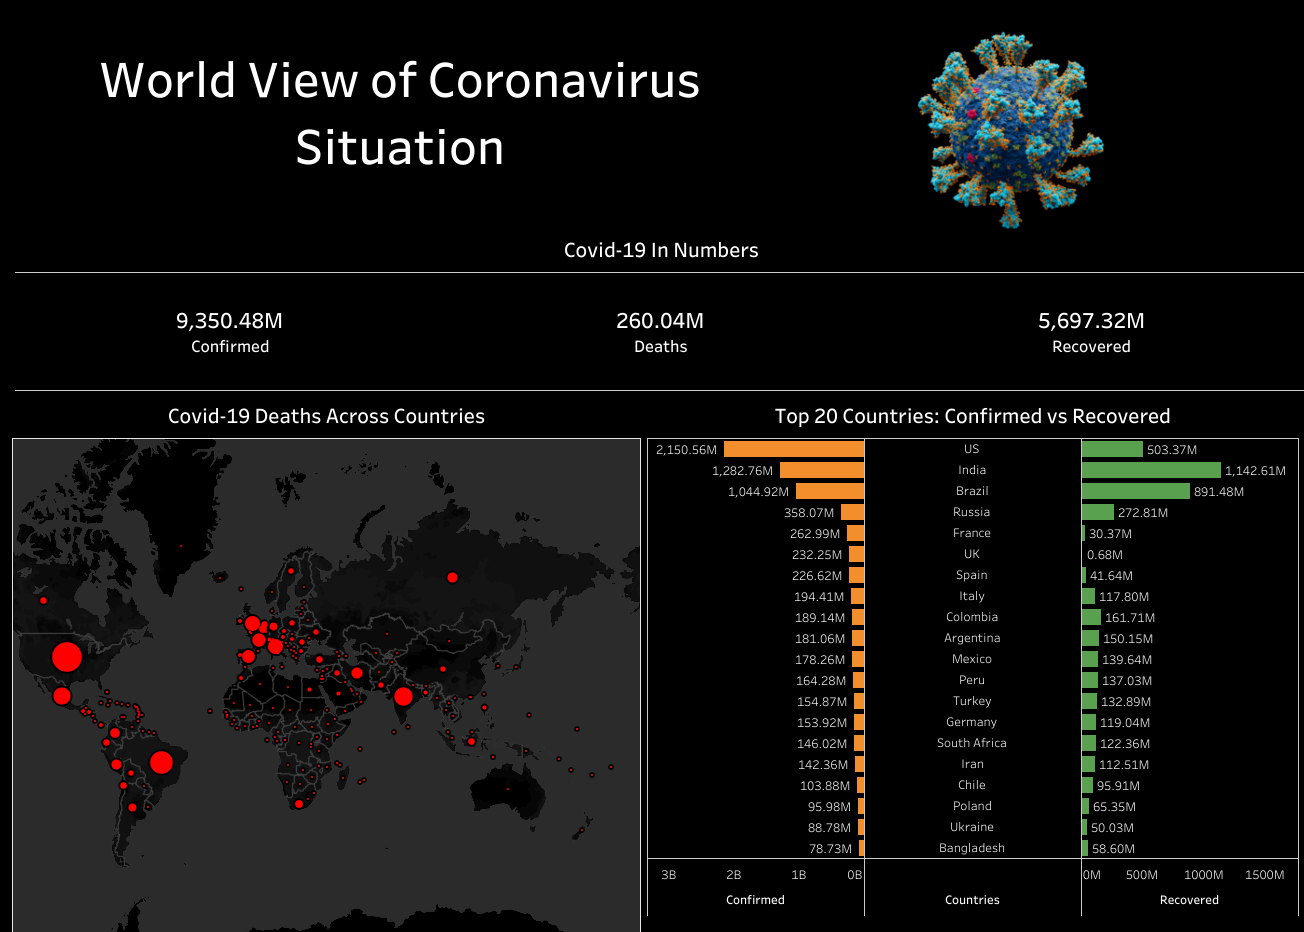 World View of Coronavirus
Situation
Covid-19 In Numbers
9,350.48M
Confirmed
260.04M
Deaths
5,697.32M
Recovered
Covid-19 Deaths Across Countries
Top 20 Countries: Confirmed vs Recovered
2,150.56M US 503.37M
1,282.76M India 1,142.61M
1,044.92M Brazil 891.48M
358.07M Russia 272.81M
262.99M France 30.37M
232.25M UK 0.68M
226.62M Spain 41.64M
194.41M Italy 117.80M
189.14M Colombia 161.71M
181.06M Argentina 150.15M
178.26M Mexico 139.64M
164.28M Peru 137.03M
154.87M Turkey 132.89M
153.92M Germany 119.04M
146.02M South Africa 122.36M
142.36M Iran 112.51M
103.88M Chile 95.91M
95.98M Poland 65.35M
88.78M Ukraine 50.03M
78.73M Bangladesh 58.60M
3B 2B 1B 0B 0M 500M 1000M 1500M
Confirmed Countries Recovered